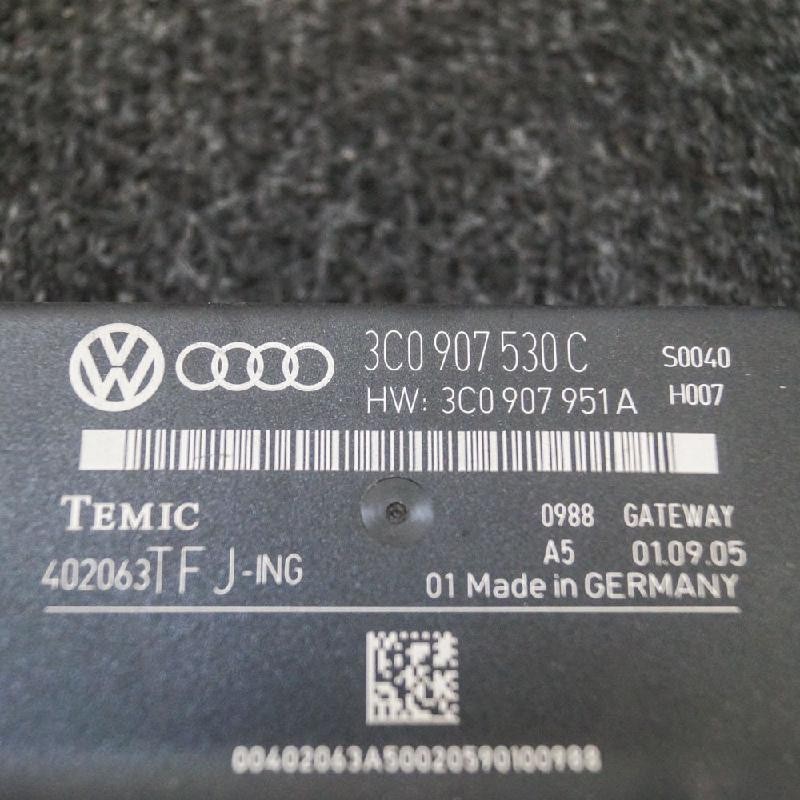 3C0 907 530 C S0040
HW: 3C0 907 951 A H007
TEMIC 0988 GATEWAY
402063TFJ-ING A5 01.09.05
01 Made in GERMANY
00402063A50020590100988